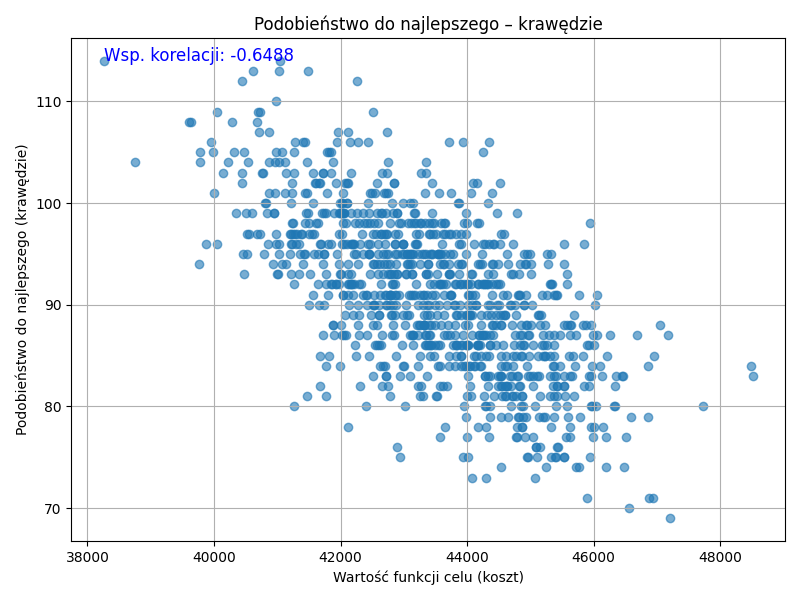 Podobieństwo do najlepszego – krawędzie
Wsp. korelacji: -0.6488
Podobieństwo do najlepszego (krawędzie)
110
100
90
80
70
38000 40000 42000 44000 46000 48000
Wartość funkcji celu (koszt)